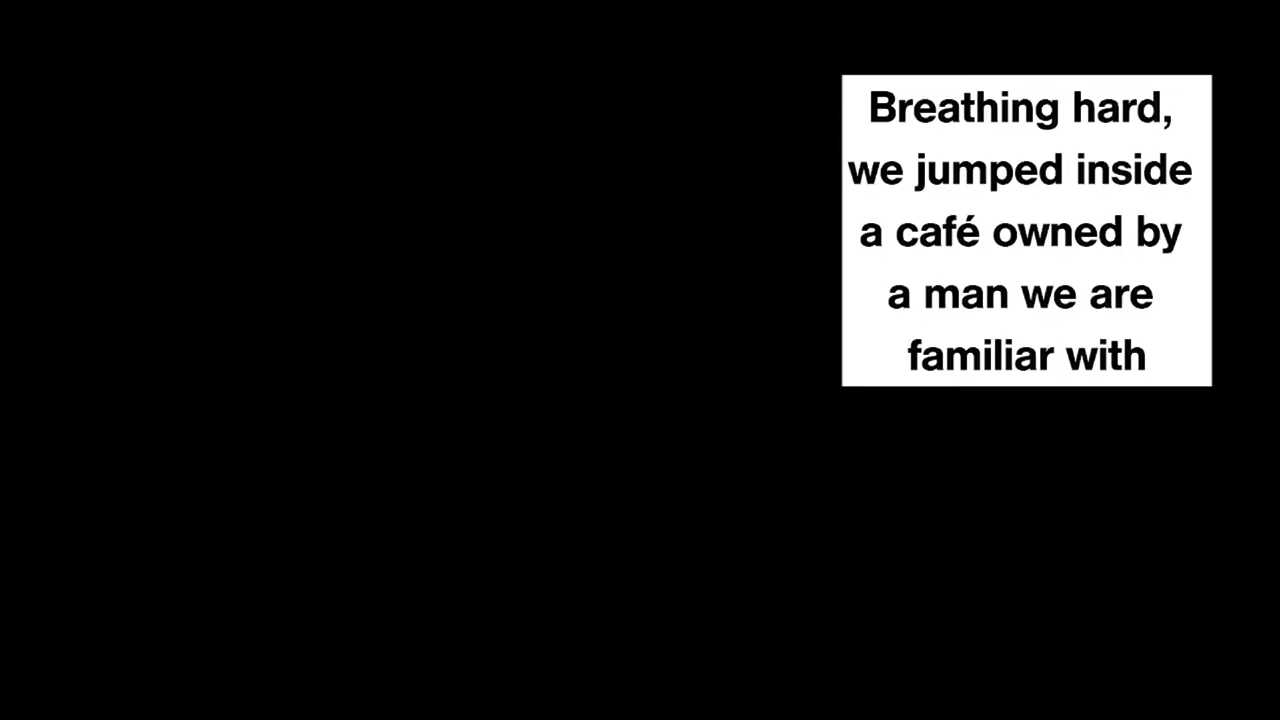 Breathing hard,
we jumped inside
a café owned by
a man we are
familiar with